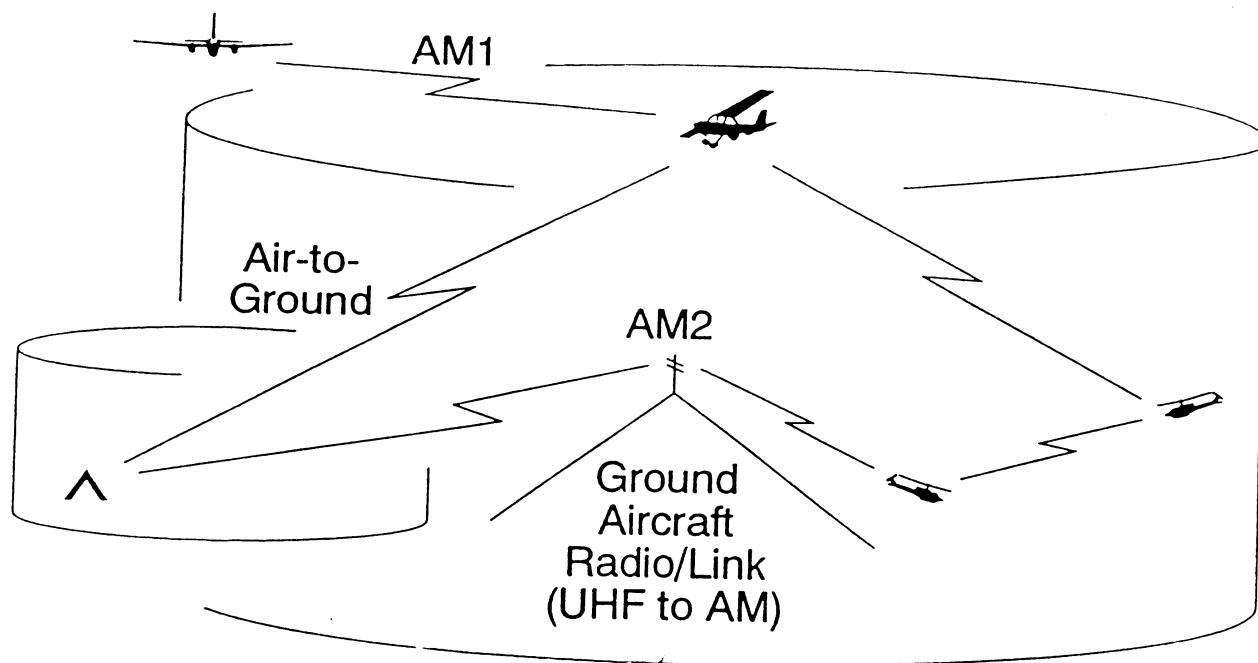 AM1
Air-to-
Ground
AM2
Ground
Aircraft
Radio/Link
(UHF to AM)